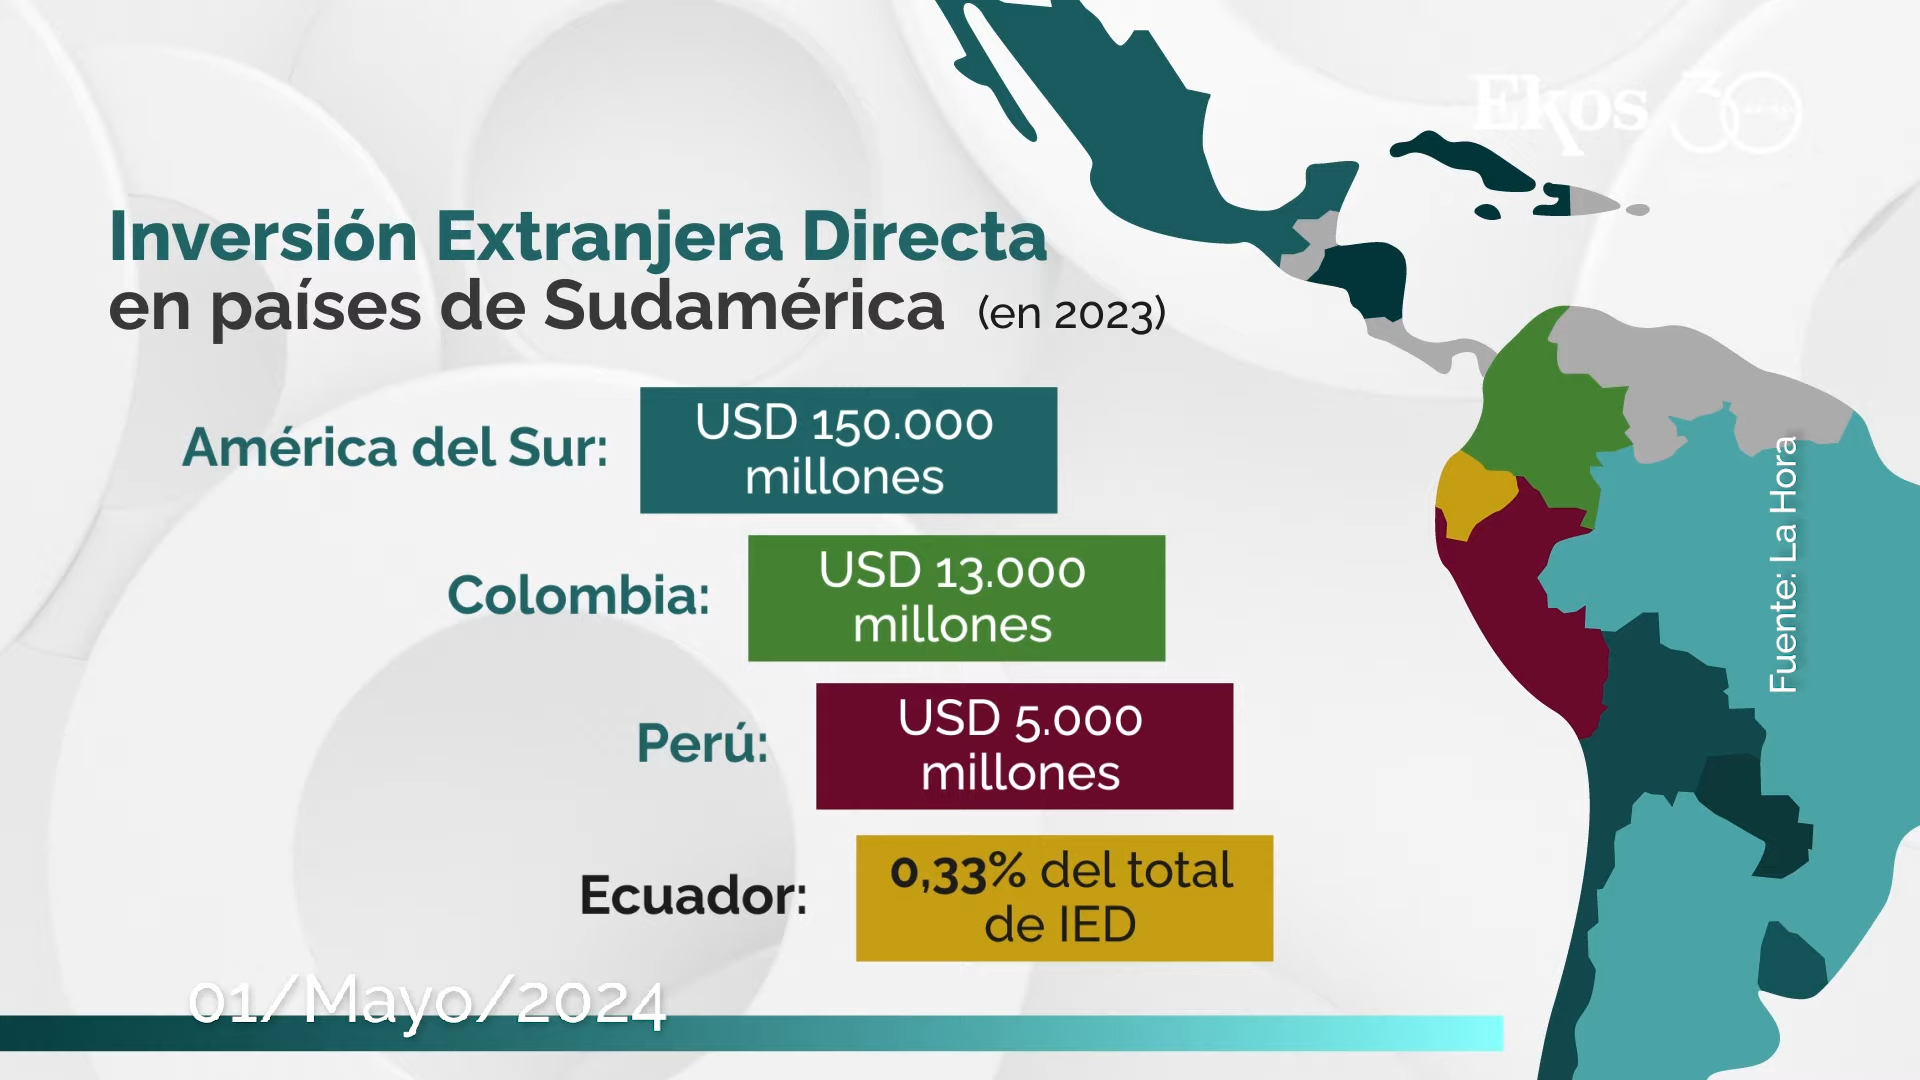 Ekos 30
Inversión Extranjera Directa
en países de Sudamérica (en 2023)
América del Sur:
USD 150.000
millones
Colombia:
USD 13.000
millones
Perú:
USD 5.000
millones
Ecuador:
0,33% del total
de IED
Fuente: La Hora
01/Mayo/2024